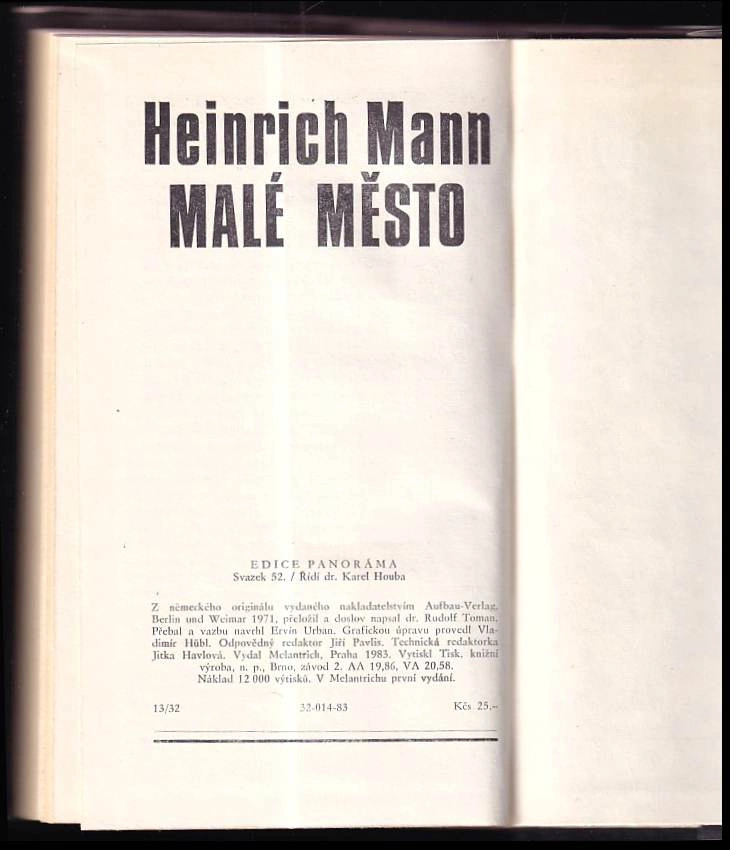 Heinrich Mann
MALÉ MĚSTO
EDICE PANORÁMA
Svazek 52. / Řídí dr. Karel Houba
Z německého originálu vydaného nakladatelstvím Aufbau-Verlag,
Berlin und Weimar 1971, přeložil a doslov napsal dr. Rudolf Toman.
Přebal a vazbu navrhl Ervín Urban. Grafickou úpravu provedl Vla-
dimír Hübl. Odpovědný redaktor Jiří Pavlis. Technická redaktorka
Jitka Havlová. Vydal Melantrich, Praha 1983. Vytiskl Tisk, knižní
výroba, n. p., Brno, závod 2. AA 19,86, VA 20,58.
Náklad 12 000 výtisků. V Melantrichu první vydání.
13/32 32-014-83 Kčs 25,–